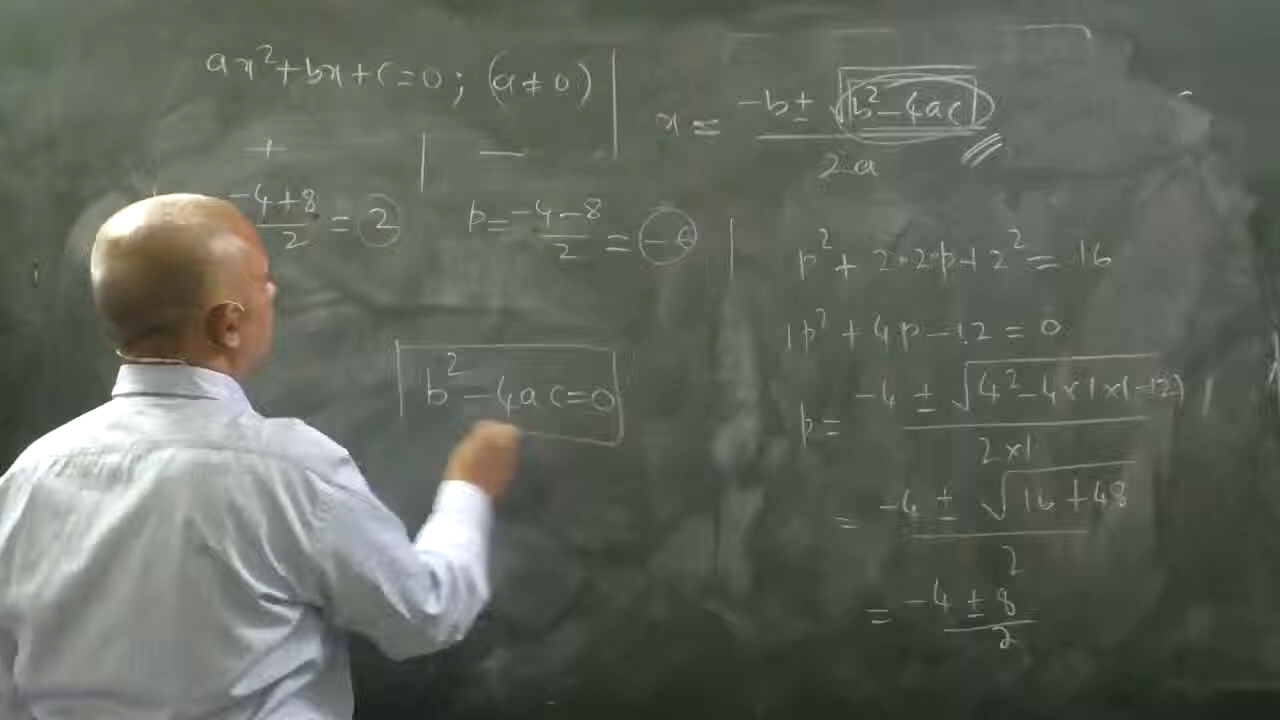 ax²+bx+c=0; (a≠0)
x = (-b ± √(b²-4ac))/2a
+ | -
(-4+8)/2 = 2
p = (-4-8)/2 = -6
b²-4ac=0
p² + 2·2p+2² = 16
1p² + 4p-12 = 0
p = (-4 ± √(4²-4×1×(-12)))/(2×1)
= (-4 ± √(16+48))/2
= (-4 ± 8)/2